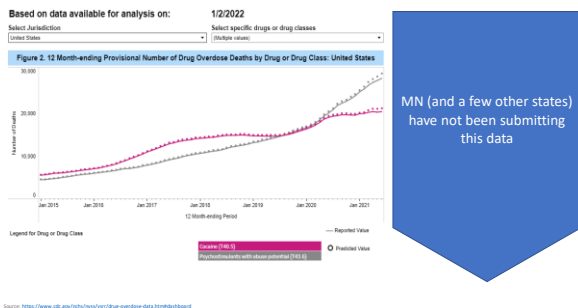 Based on data available for analysis on: 1/2/2022
Select Jurisdiction Select specific drugs or drug classes
United States (Multiple values)
Figure 2. 12 Month-ending Provisional Number of Drug Overdose Deaths by Drug or Drug Class: United States
30,000
20,000
10,000
0
Number of Deaths
Jan 2015 Jan 2016 Jan 2017 Jan 2018 Jan 2019 Jan 2020 Jan 2021
12 Month-ending Period
Legend for Drug or Drug Class
Reported Value
Predicted Value
Cocaine (T40.5)
Psychostimulants with abuse potential (T43.6)
MN (and a few other states)
have not been submitting
this data
Source: https://www.cdc.gov/nchs/nvss/vsrr/drug-overdose-data.htm#dashboard